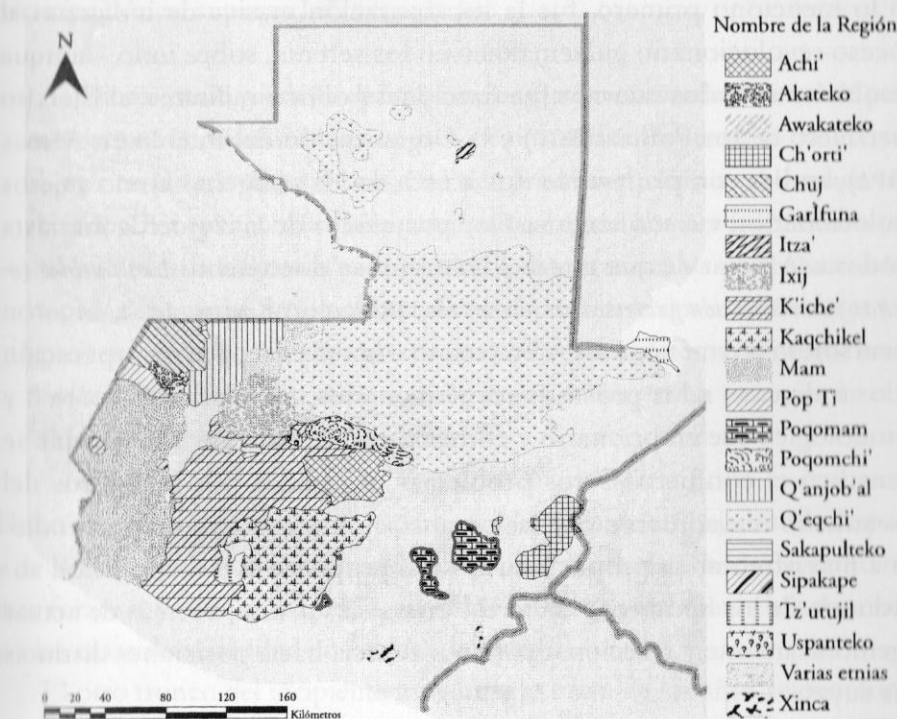 N
Nombre de la Región
Achi'
Akateko
Awakateko
Ch'orti'
Chuj
Garífuna
Itza'
Ixij
K'iche'
Kaqchikel
Mam
Pop Ti
Poqomam
Poqomchi'
Q'anjob'al
Q'eqchi'
Sakapulteko
Sipakape
Tz'utujil
Uspanteko
Varias etnias
Xinca
0 20 40 80 120 160
Kilómetros